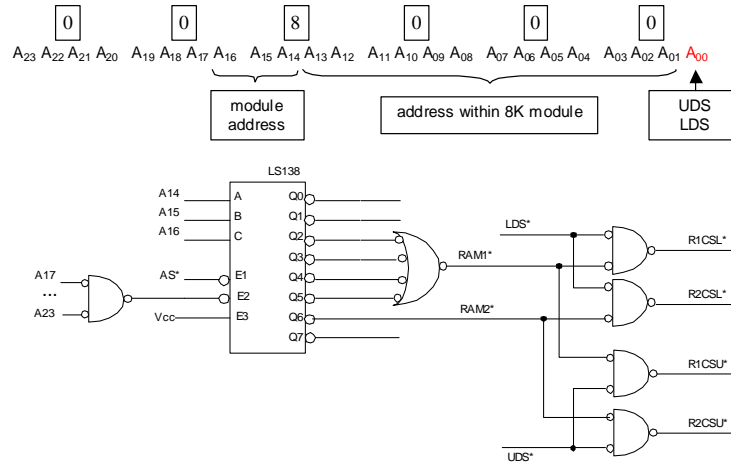 0 0 8 0 0 0
A23 A22 A21 A20 A19 A18 A17 A16 A15 A14 A13 A12 A11 A10 A09 A08 A07 A06 A05 A04 A03 A02 A01 A00
module
address
address within 8K module
UDS
LDS
LS138
A14 A Q0
A15 B Q1
A16 C Q2
Q3
AS* E1 Q4
E2 Q5
Vcc E3 Q6
Q7
A17
...
A23
RAM1*
RAM2*
LDS*
UDS*
R1CSL*
R2CSL*
R1CSU*
R2CSU*